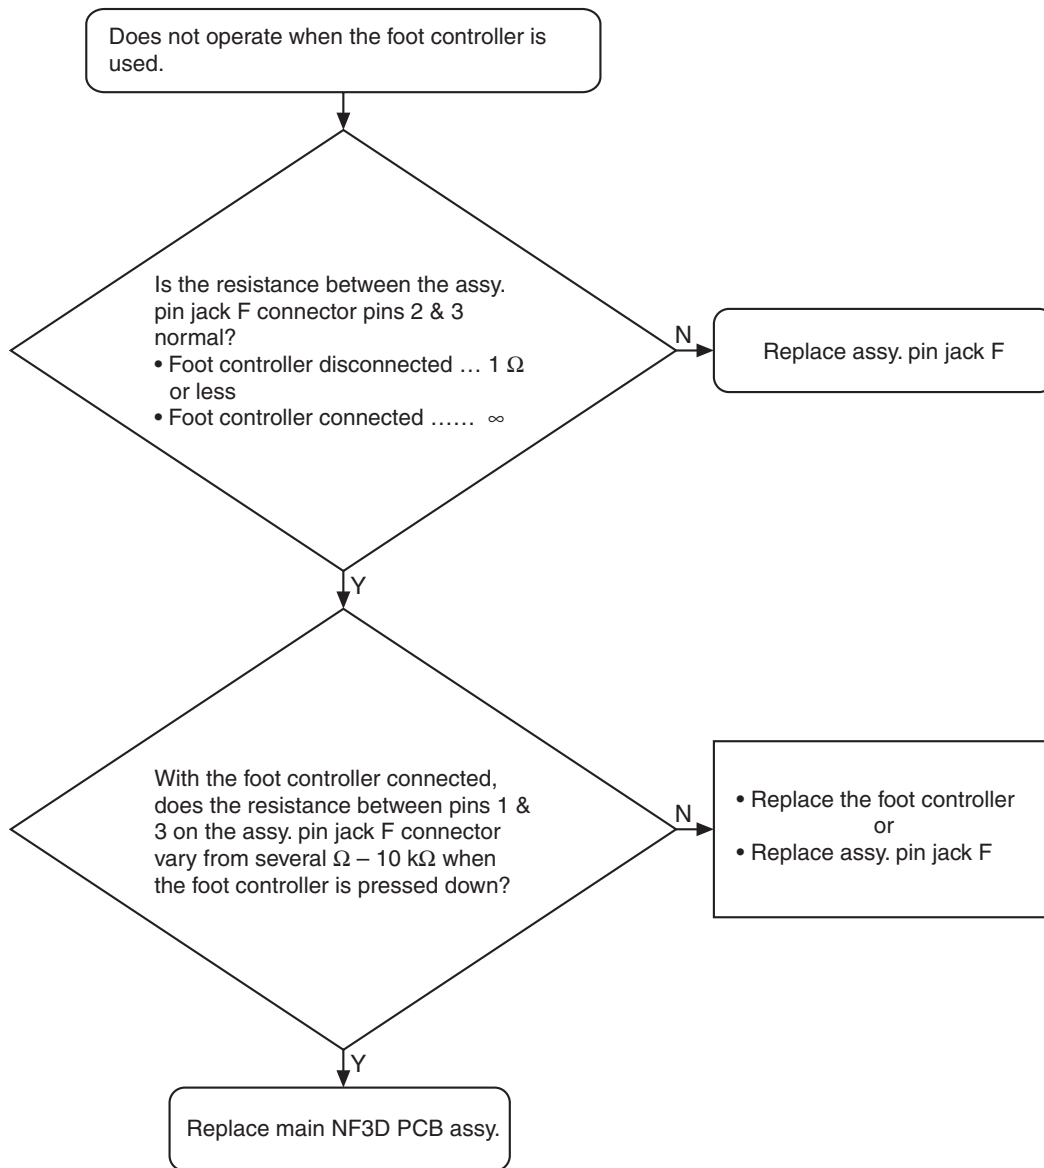 Does not operate when the foot controller is
used.
Is the resistance between the assy.
pin jack F connector pins 2 & 3
normal?
• Foot controller disconnected … 1 Ω
or less
• Foot controller connected …… ∞
N
Replace assy. pin jack F
Y
With the foot controller connected,
does the resistance between pins 1 &
3 on the assy. pin jack F connector
vary from several Ω – 10 kΩ when
the foot controller is pressed down?
N
• Replace the foot controller
or
• Replace assy. pin jack F
Y
Replace main NF3D PCB assy.